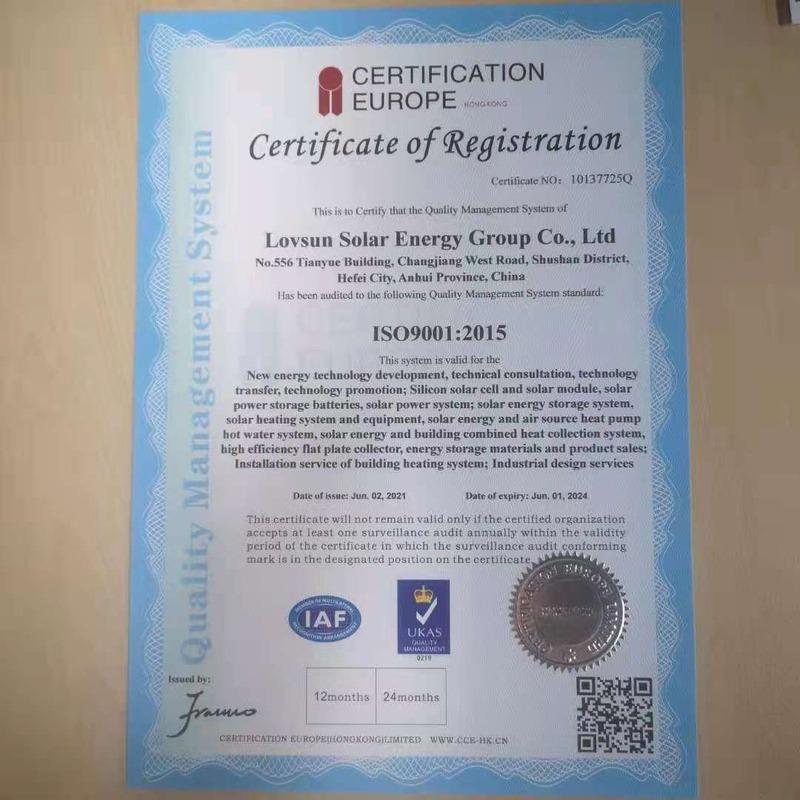 CERTIFICATION
EUROPE HONGKONG
Certificate of Registration
Certificate NO: 10137725Q
Quality Management System
This is to Certify that the Quality Management System of
Lovsun Solar Energy Group Co., Ltd
No.556 Tianyue Building, Changjiang West Road, Shushan District,
Hefei City, Anhui Province, China
Has been audited to the following Quality Management System standard:
ISO9001:2015
This system is valid for the
New energy technology development, technical consultation, technology
transfer, technology promotion; Silicon solar cell and solar module, solar
power storage batteries, solar power system; solar energy storage system,
solar heating system and equipment, solar energy and air source heat pump
hot water system, solar energy and building combined heat collection system,
high efficiency flat plate collector, energy storage materials and product sales;
Installation service of building heating system; Industrial design services
Date of issue: Jun. 02, 2021 Date of expiry: Jun. 01, 2024
This certificate will not remain valid only if the certified organization
accepts at least one surveillance audit annually within the validity
period of the certificate in which the surveillance audit conforming
mark is in the designated position on the certificate.
MEMBER OF MULTILATERAL
IAF
RECOGNITION ARRANGEMENT
UKAS
QUALITY
MANAGEMENT
0219
CERTIFICATION EUROPE LIMITED
Issued by:
12months 24months
CERTIFICATION EUROPE(HONGKONG)LIMITED WWW.CCE-HK.CN